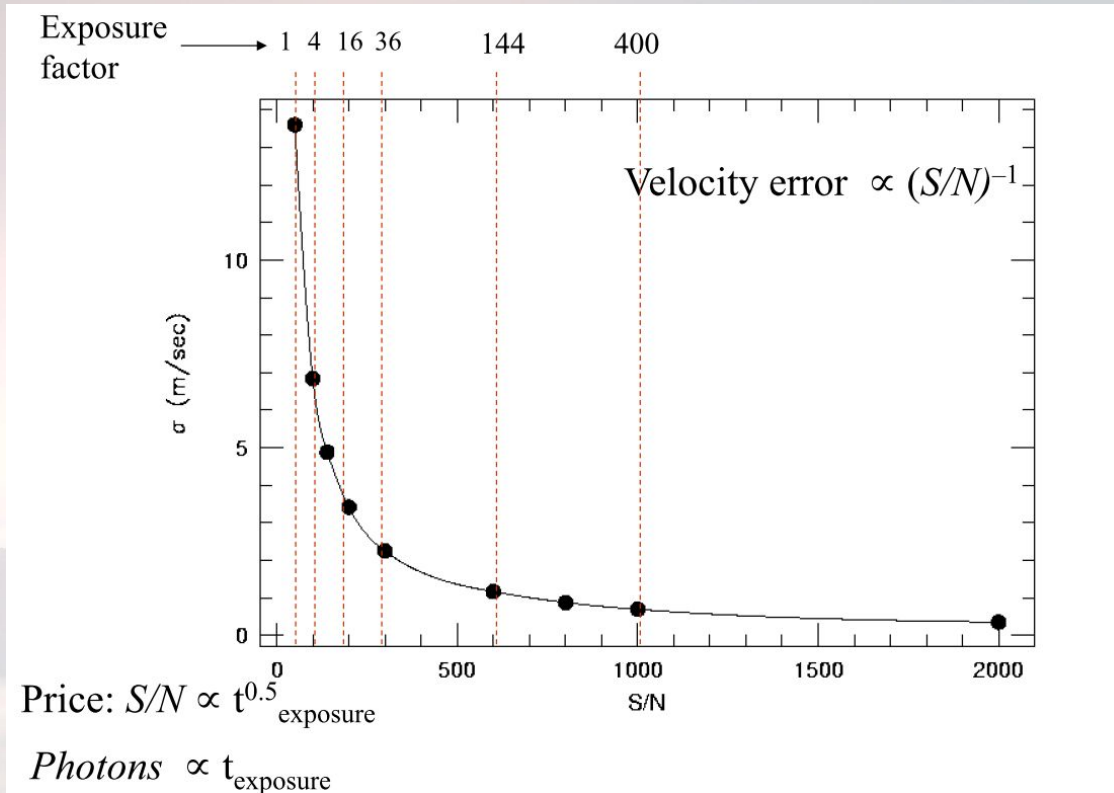 Exposure factor → 1 4 16 36 144 400
Velocity error ∝ (S/N)⁻¹
10
5
0
σ (m/sec)
0 500 1000 1500 2000
S/N
Price: S/N ∝ t^0.5 exposure
Photons ∝ t exposure